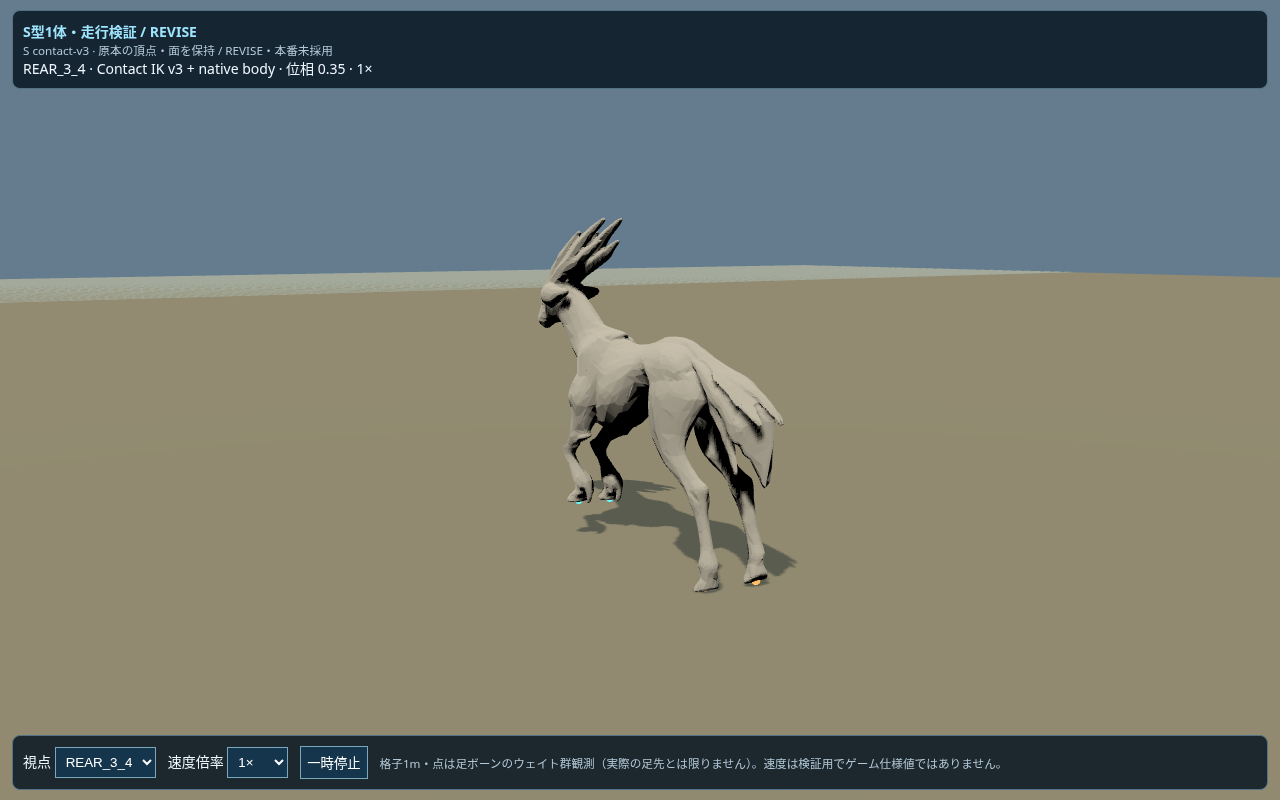 S型1体・走行検証 / REVISE
S contact-v3 · 原本の頂点・面を保持 / REVISE・本番未採用
REAR_3_4 · Contact IK v3 + native body · 位相 0.35 · 1×
視点 REAR_3_4 速度倍率 1× 一時停止 格子1m・点は足ボーンのウェイト群観測（実際の足先とは限りません）。速度は検証用でゲーム仕様値ではありません。